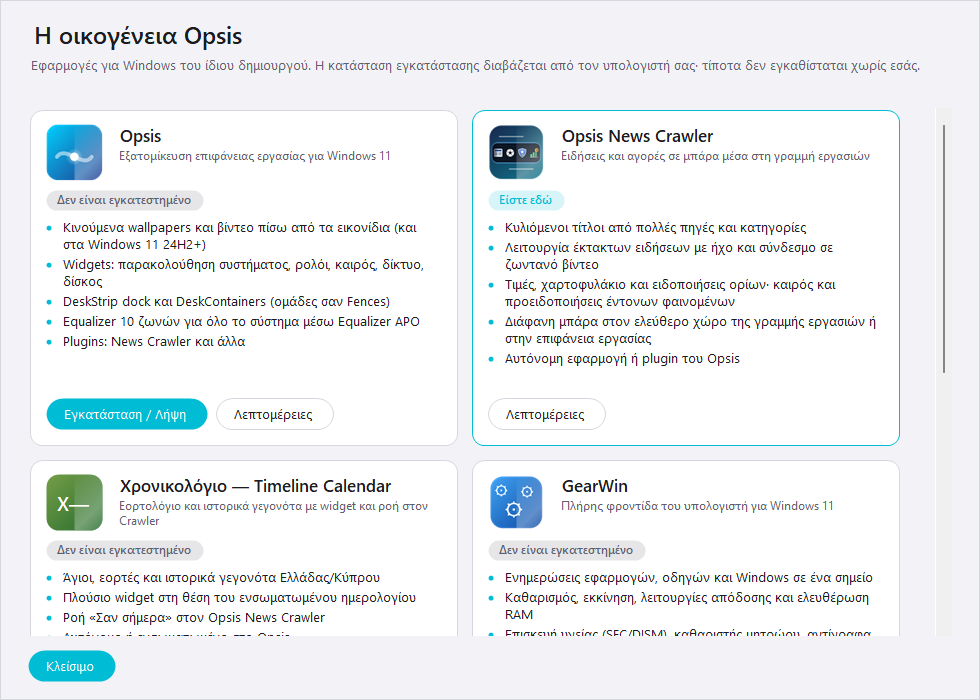 Η οικογένεια Opsis
Εφαρμογές για Windows του ίδιου δημιουργού. Η κατάσταση εγκατάστασης διαβάζεται από τον υπολογιστή σας· τίποτα δεν εγκαθίσταται χωρίς εσάς.
Opsis
Εξατομίκευση επιφάνειας εργασίας για Windows 11
Δεν είναι εγκατεστημένο
Κινούμενα wallpapers και βίντεο πίσω από τα εικονίδια (και
στα Windows 11 24H2+)
Widgets: παρακολούθηση συστήματος, ρολόι, καιρός, δίκτυο,
δίσκος
DeskStrip dock και DeskContainers (ομάδες σαν Fences)
Equalizer 10 ζωνών για όλο το σύστημα μέσω Equalizer APO
Plugins: News Crawler και άλλα
Εγκατάσταση / Λήψη
Λεπτομέρειες
Opsis News Crawler
Ειδήσεις και αγορές σε μπάρα μέσα στη γραμμή εργασιών
Είστε εδώ
Κυλιόμενοι τίτλοι από πολλές πηγές και κατηγορίες
Λειτουργία έκτακτων ειδήσεων με ήχο και σύνδεσμο σε
ζωντανό βίντεο
Τιμές, χαρτοφυλάκιο και ειδοποιήσεις ορίων· καιρός και
προειδοποιήσεις έντονων φαινομένων
Διάφανη μπάρα στον ελεύθερο χώρο της γραμμής εργασιών ή
στην επιφάνεια εργασίας
Αυτόνομη εφαρμογή ή plugin του Opsis
Λεπτομέρειες
X—
Χρονικολόγιο — Timeline Calendar
Εορτολόγιο και ιστορικά γεγονότα με widget και ροή στον
Crawler
Δεν είναι εγκατεστημένο
Άγιοι, εορτές και ιστορικά γεγονότα Ελλάδας/Κύπρου
Πλούσιο widget στη θέση του ενσωματωμένου ημερολογίου
Ροή «Σαν σήμερα» στον Opsis News Crawler
GearWin
Πλήρης φροντίδα του υπολογιστή για Windows 11
Δεν είναι εγκατεστημένο
Ενημερώσεις εφαρμογών, οδηγών και Windows σε ένα σημείο
Καθαρισμός, εκκίνηση, λειτουργίες απόδοσης και ελευθέρωση
RAM
Επισκευή υγείας (SFC/DISM), καθαριστής μητρώου, αντίγραφα
Κλείσιμο